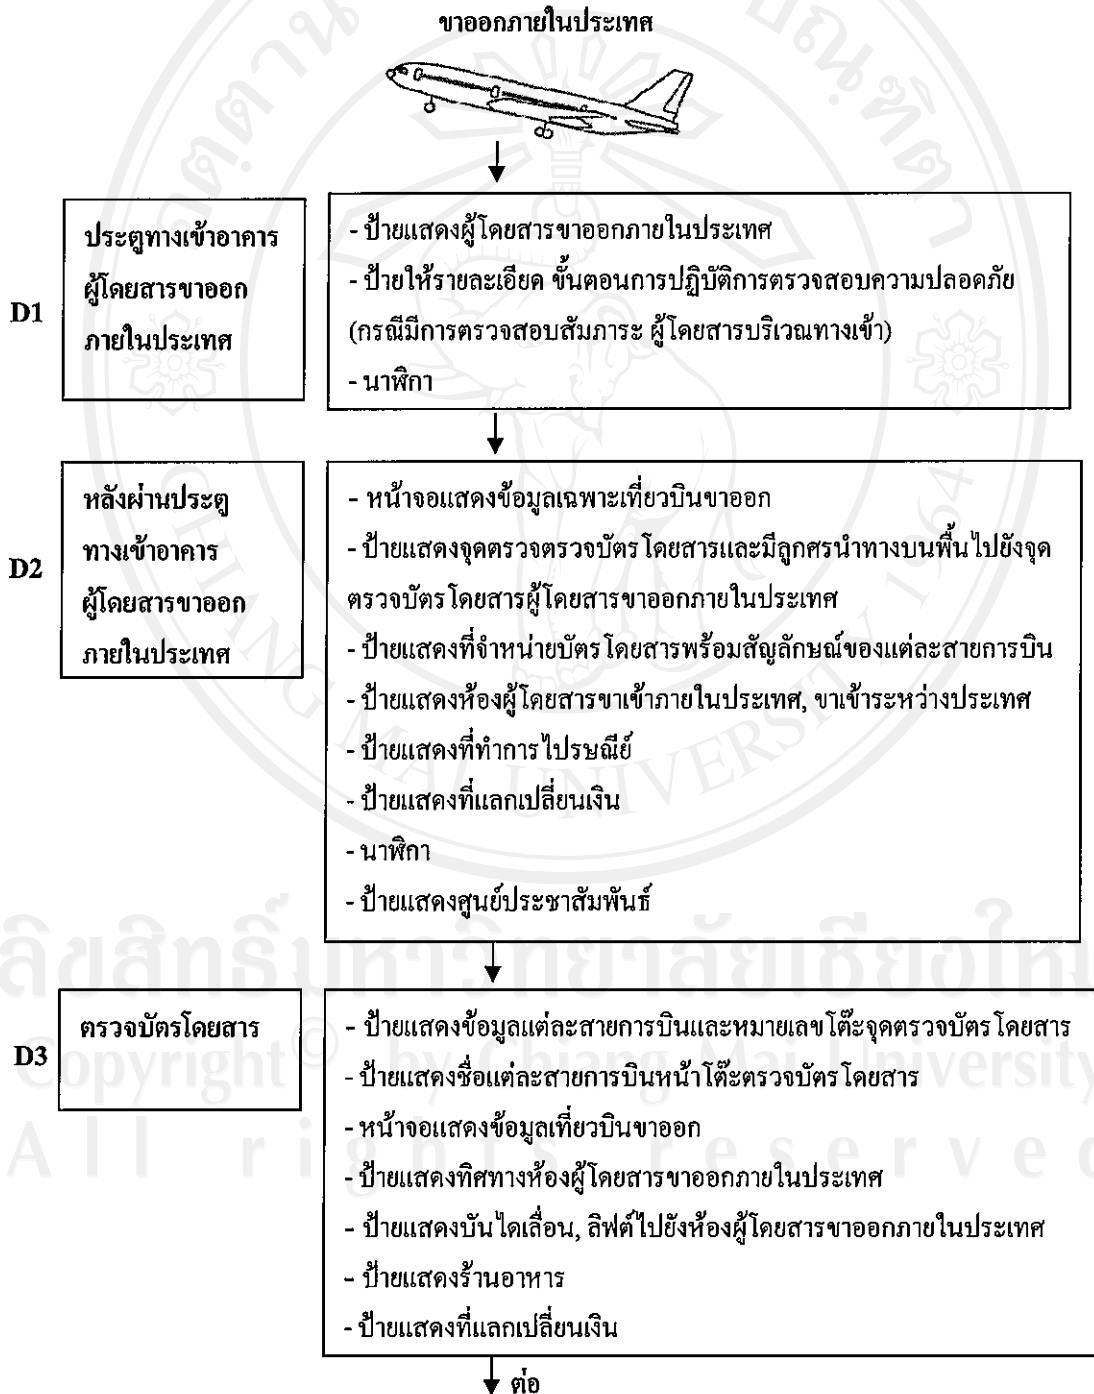 ขาออกภายในประเทศ
D1
ประตูทางเข้าอาคาร
ผู้โดยสารขาออก
ภายในประเทศ
- ป้ายแสดงผู้โดยสารขาออกภายในประเทศ
- ป้ายให้รายละเอียด ขั้นตอนการปฏิบัติการตรวจสอบความปลอดภัย
(กรณีมีการตรวจสอบสัมภาระ ผู้โดยสารบริเวณทางเข้า)
- นาฬิกา
D2
หลังผ่านประตู
ทางเข้าอาคาร
ผู้โดยสารขาออก
ภายในประเทศ
- หน้าจอแสดงข้อมูลเฉพาะเที่ยวบินขาออก
- ป้ายแสดงจุดตรวจตรวจบัตรโดยสารและมีลูกศรนำทางบนพื้นไปยังจุด
ตรวจบัตรโดยสารผู้โดยสารขาออกภายในประเทศ
- ป้ายแสดงที่จำหน่ายบัตรโดยสารพร้อมสัญลักษณ์ของแต่ละสายการบิน
- ป้ายแสดงห้องผู้โดยสารขาเข้าภายในประเทศ, ขาเข้าระหว่างประเทศ
- ป้ายแสดงที่ทำการไปรษณีย์
- ป้ายแสดงที่แลกเปลี่ยนเงิน
- นาฬิกา
- ป้ายแสดงศูนย์ประชาสัมพันธ์
D3
ตรวจบัตรโดยสาร
- ป้ายแสดงข้อมูลแต่ละสายการบินและหมายเลขโต๊ะจุดตรวจบัตรโดยสาร
- ป้ายแสดงชื่อแต่ละสายการบินหน้าโต๊ะตรวจบัตรโดยสาร
- หน้าจอแสดงข้อมูลเที่ยวบินขาออก
- ป้ายแสดงทิศทางห้องผู้โดยสารขาออกภายในประเทศ
- ป้ายแสดงบันไดเลื่อน, ลิฟต์ไปยังห้องผู้โดยสารขาออกภายในประเทศ
- ป้ายแสดงร้านอาหาร
- ป้ายแสดงที่แลกเปลี่ยนเงิน
ต่อ
ลิขสิทธิ์มหาวิทยาลัยเชียงใหม่
Copyright© by Chiang Mai University
All rights reserved